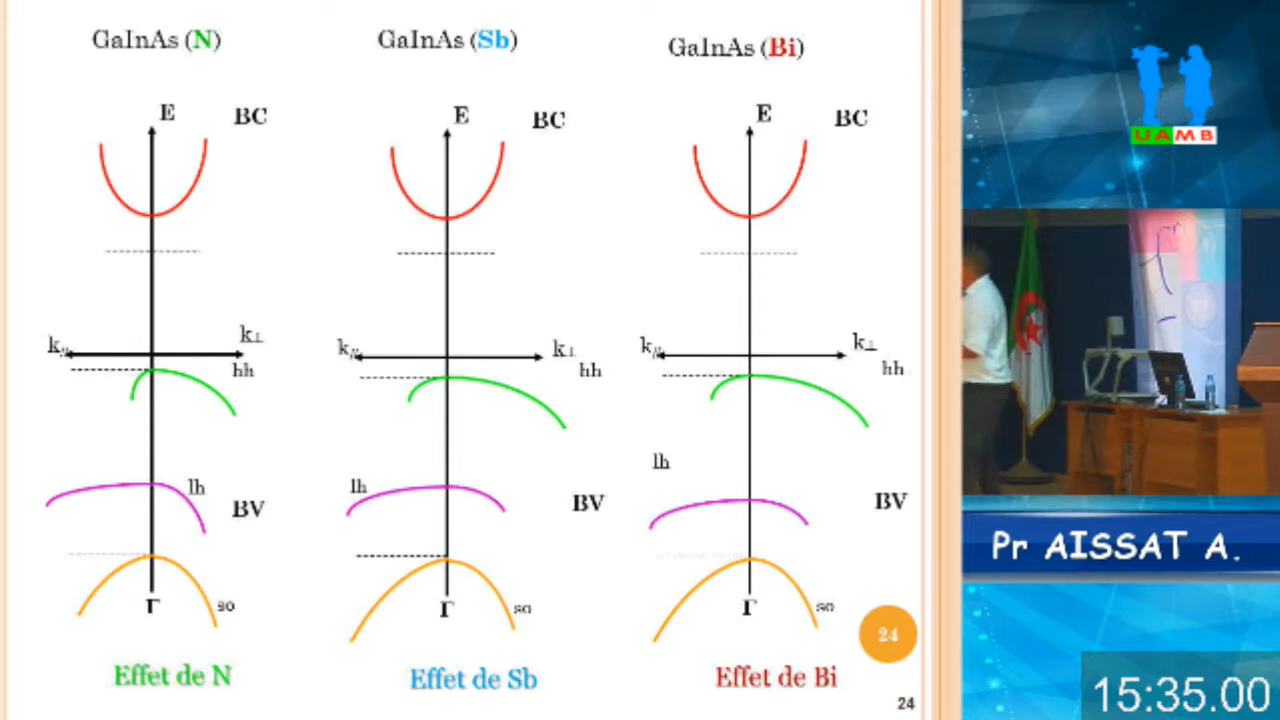 GaInAs (N)
GaInAs (Sb)
GaInAs (Bi)
E
BC
E
BC
E
BC
k//
k⊥
hh
k//
k⊥
hh
k//
k⊥
hh
lh
BV
lh
BV
lh
BV
Γ
so
Γ
so
Γ
so
Effet de N
Effet de Sb
Effet de Bi
24
24
UAMB
Pr AISSAT A.
15:35.00